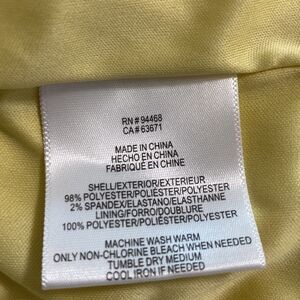 RN# 94468
CA# 63671
MADE IN CHINA
HECHO EN CHINA
FABRIQUÉ EN CHINE
SHELL/EXTERIOR/EXTERIEUR
98% POLYESTER/POLIÉSTER/POLYESTER
2% SPANDEX/ELASTANO/ELASTHANNE
LINING/FORRO/DOUBLURE
100% POLYESTER/POLIÉSTER/POLYESTER
MACHINE WASH WARM
ONLY NON-CHLORINE BLEACH WHEN NEEDED
TUMBLE DRY MEDIUM
COOL IRON IF NEEDED